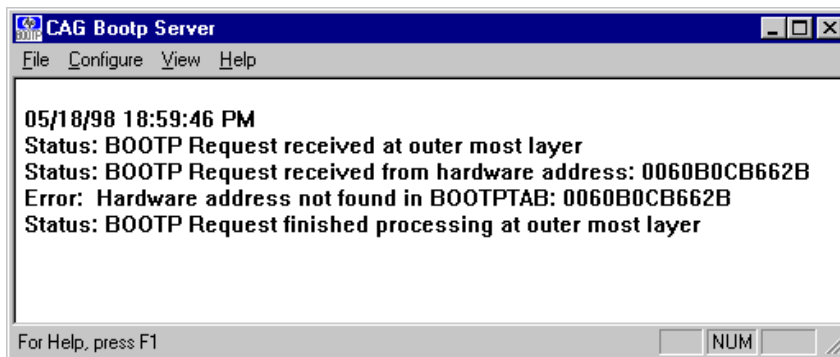 CAG Bootp Server
File Configure View Help
05/18/98 18:59:46 PM
Status: BOOTP Request received at outer most layer
Status: BOOTP Request received from hardware address: 0060B0CB662B
Error: Hardware address not found in BOOTPTAB: 0060B0CB662B
Status: BOOTP Request finished processing at outer most layer
For Help, press F1
NUM